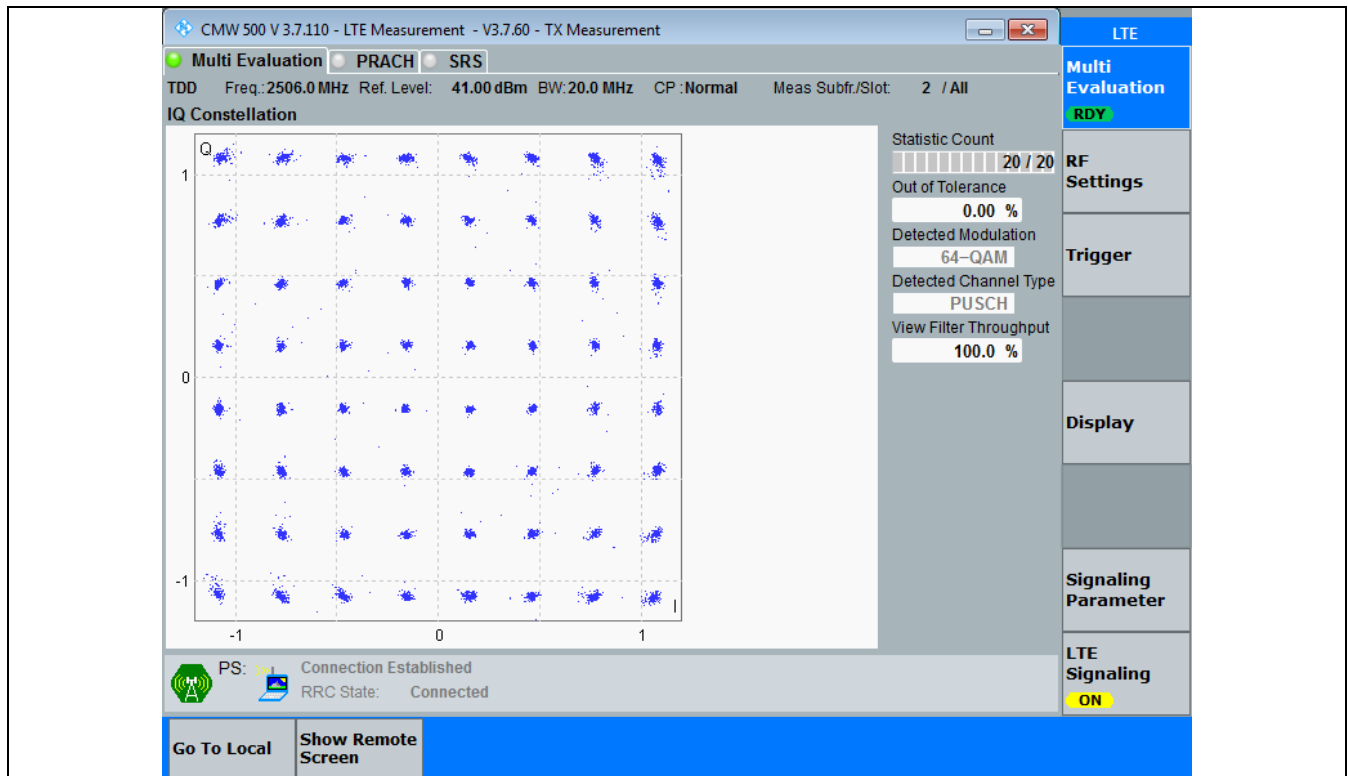 CMW 500 V 3.7.110 - LTE Measurement - V3.7.60 - TX Measurement
LTE
Multi Evaluation PRACH SRS
TDD Freq.:2506.0 MHz Ref. Level: 41.00 dBm BW:20.0 MHz CP :Normal Meas Subfr./Slot: 2 / All
IQ Constellation
Q
1
0
-1
-1 0 1
I
Statistic Count
20 / 20
Out of Tolerance
0.00 %
Detected Modulation
64-QAM
Detected Channel Type
PUSCH
View Filter Throughput
100.0 %
Multi
Evaluation
RDY
RF
Settings
Trigger
Display
Signaling
Parameter
LTE
Signaling
ON
PS: Connection Established
RRC State: Connected
Go To Local
Show Remote
Screen